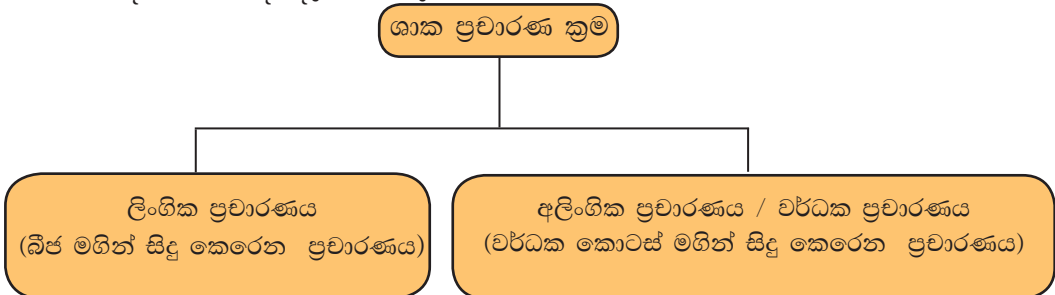 ශාක ප්‍රචාරණ ක්‍රම
ලිංගික ප්‍රචාරණය
(බීජ මගින් සිදු කෙරෙන ප්‍රචාරණය)
අලිංගික ප්‍රචාරණය / වර්ධක ප්‍රචාරණය
(වර්ධක කොටස් මගින් සිදු කෙරෙන ප්‍රචාරණය)